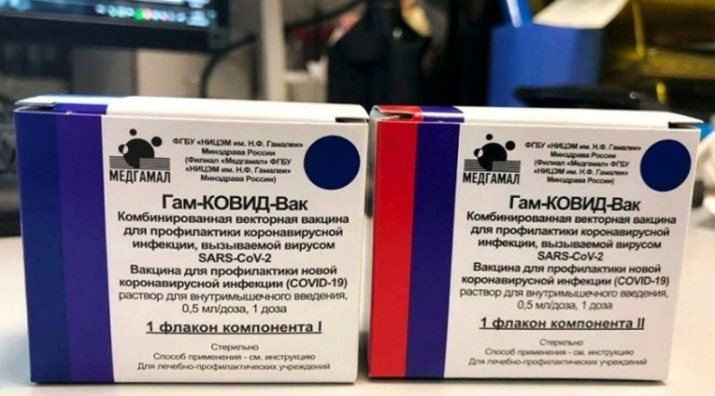 МЕДГАМАЛ
ФГБУ «НИЦЭМ им. Н.Ф. Гамалеи»
Минздрава России
(Филиал «Медгамал» ФГБУ
«НИЦЭМ им. Н.Ф. Гамалеи»
Минздрава России)
Гам-КОВИД-Вак
Комбинированная векторная вакцина
для профилактики коронавирусной
инфекции, вызываемой вирусом
SARS-CoV-2
Вакцина для профилактики новой
коронавирусной инфекции (COVID-19)
раствор для внутримышечного введения,
0,5 мл/доза, 1 доза
1 флакон компонента I
Стерильно
Способ применения - см. инструкцию
Для лечебно-профилактических учреждений
МЕДГАМАЛ
ФГБУ «НИЦЭМ им. Н.Ф. Гамалеи»
Минздрава России
(Филиал «Медгамал» ФГБУ
«НИЦЭМ им. Н.Ф. Гамалеи»
Минздрава России)
Гам-КОВИД-Вак
Комбинированная векторная вакцина
для профилактики коронавирусной
инфекции, вызываемой вирусом
SARS-CoV-2
Вакцина для профилактики новой
коронавирусной инфекции (COVID-19)
раствор для внутримышечного введения,
0,5 мл/доза, 1 доза
1 флакон компонента II
Стерильно
Способ применения - см. инструкцию
Для лечебно-профилактических учреждений